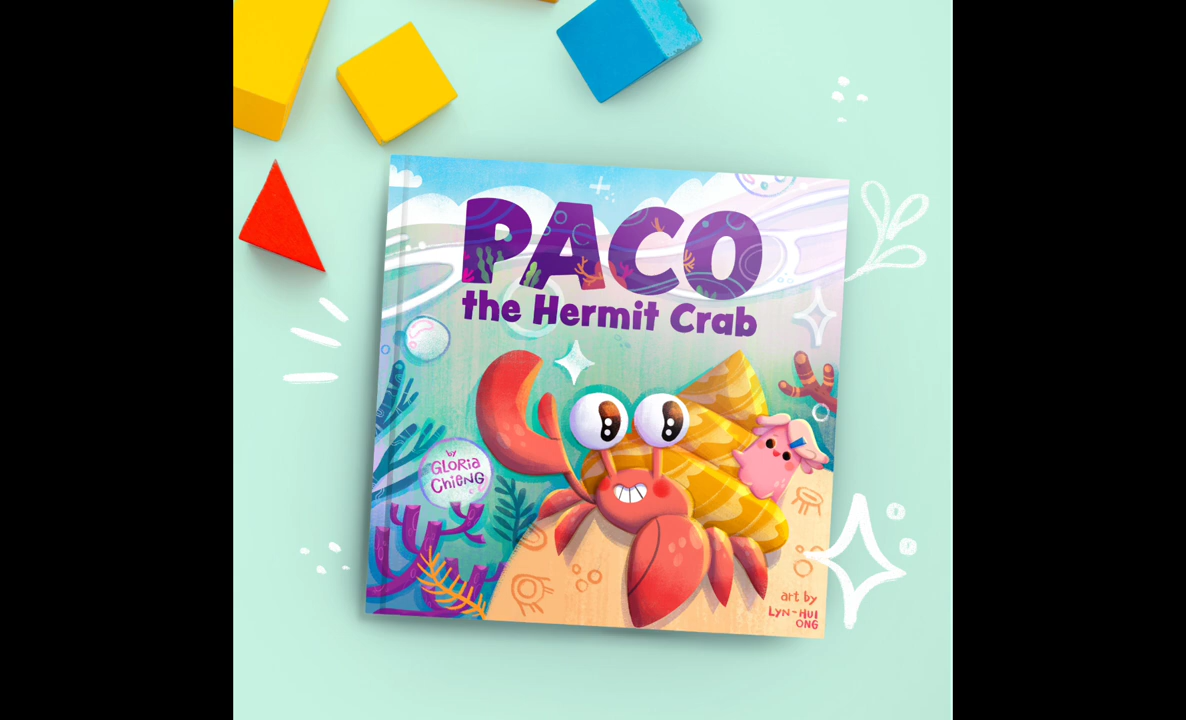 PACO
the Hermit Crab
by
GLORIA
CHIENG
art by
LYN-HUI
ONG